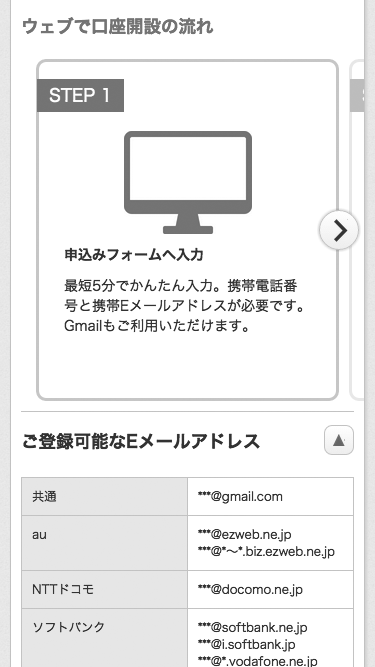 ウェブで口座開設の流れ
STEP 1
申込みフォームへ入力
最短5分でかんたん入力。携帯電話番
号と携帯Eメールアドレスが必要です。
Gmailもご利用いただけます。
ご登録可能なEメールアドレス
▲
共通
***@gmail.com
au
***@ezweb.ne.jp
***@*〜*.biz.ezweb.ne.jp
NTTドコモ
***@docomo.ne.jp
ソフトバンク
***@softbank.ne.jp
***@i.softbank.jp
***@*.vodafone.ne.jp